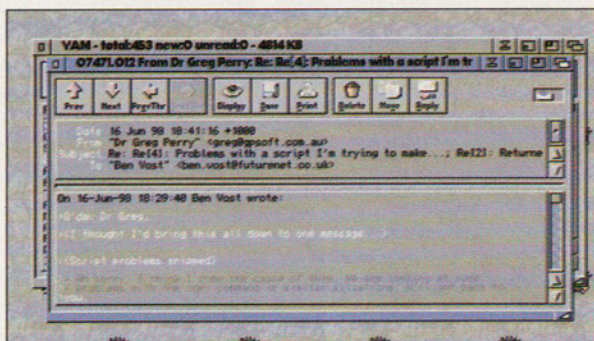 YAM - total:453 new:0 unread:0 - 4814 KB
0747L012 From Dr Greg Perry: Re: Re[4]: Problems with a script I'm tr
Prev Next PrevThr Display Save Print Delete Move Reply
Date 16 Jun 98 18:41:16 +1000
From "Dr Greg Perry" <greg@gpsoft.com.au>
Subject Re: Re[4]: Problems with a script I'm trying to make...; Re[2]: Returne
To "Ben Vost" <ben.vost@futurenet.co.uk>
On 16-Jun-98 18:29:40 Ben Vost wrote:
>G'day Dr Greg,
>(I thought I'd bring this all down to one message...)
>(Script problems snipped)
>you.